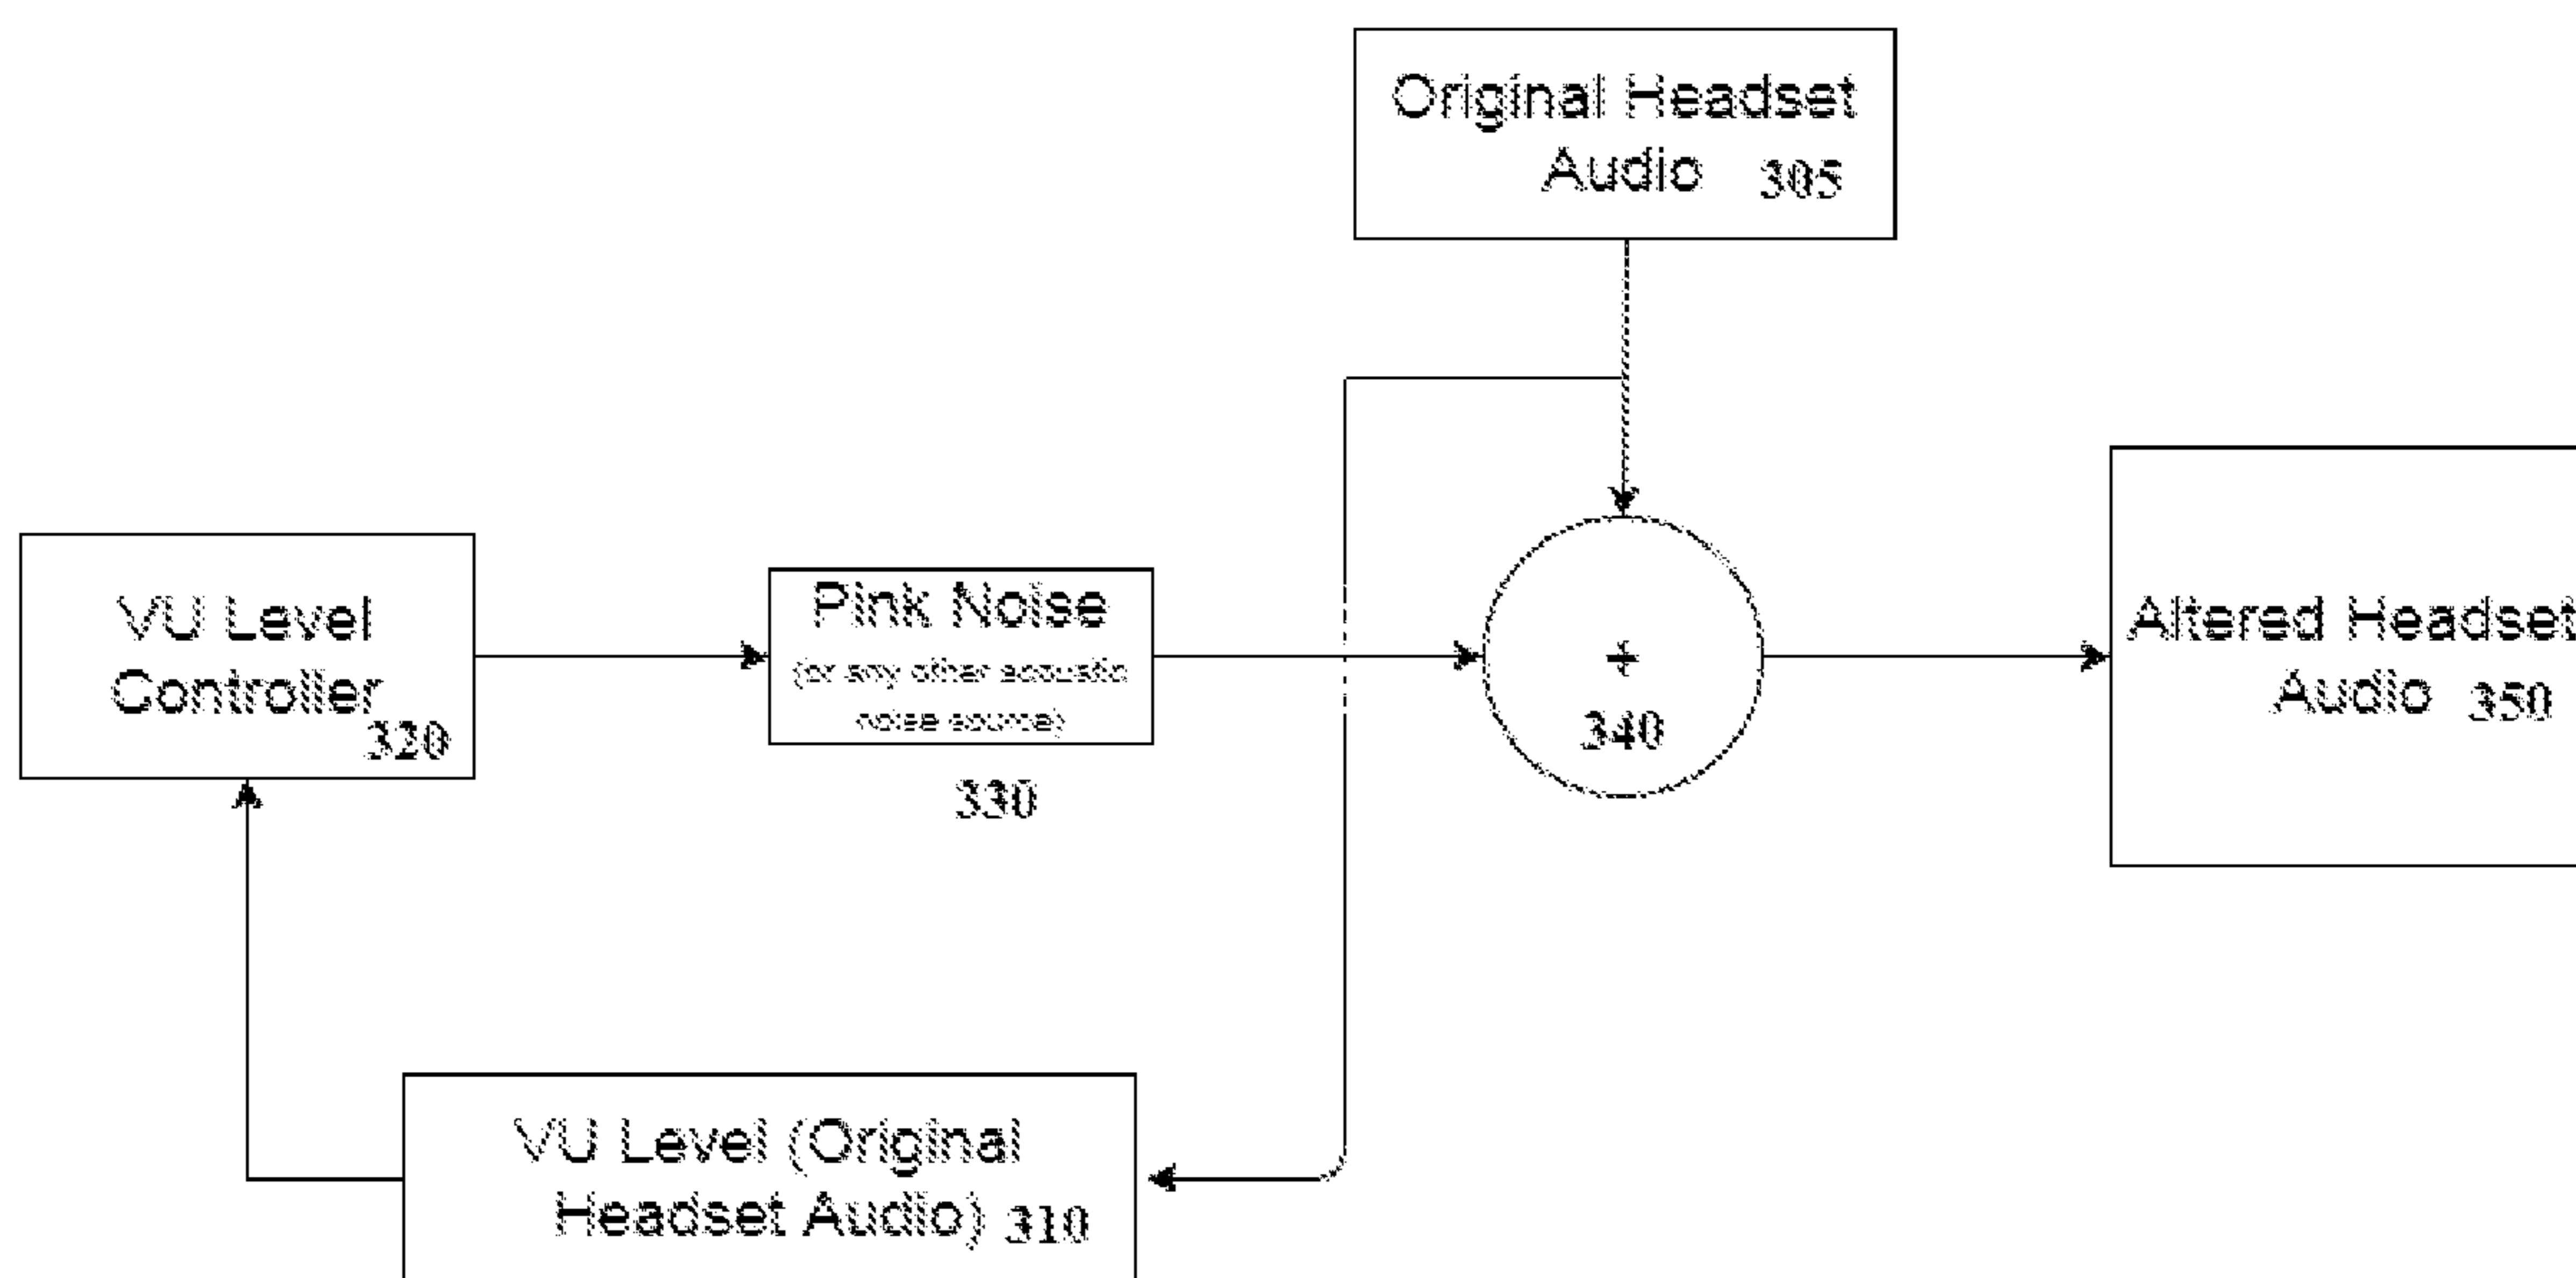 Original Headset
Audio 305
VU Level
Controller
320
Pink Noise
(or any other acoustic
noise source)
330
+
340
Altered Headset
Audio 350
VU Level (Original
Headset Audio) 310